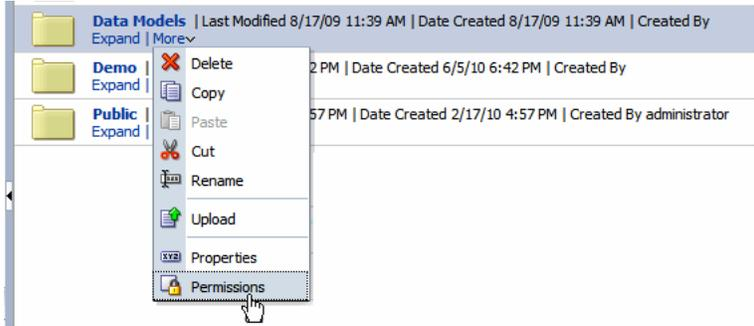 Data Models | Last Modified 8/17/09 11:39 AM | Date Created 8/17/09 11:39 AM | Created By
Expand | More
Delete
Demo | 2 PM | Date Created 6/5/10 6:42 PM | Created By
Expand |
Copy
Public | 57 PM | Date Created 2/17/10 4:57 PM | Created By administrator
Expand |
Paste
Cut
Rename
Upload
XYZ Properties
Permissions